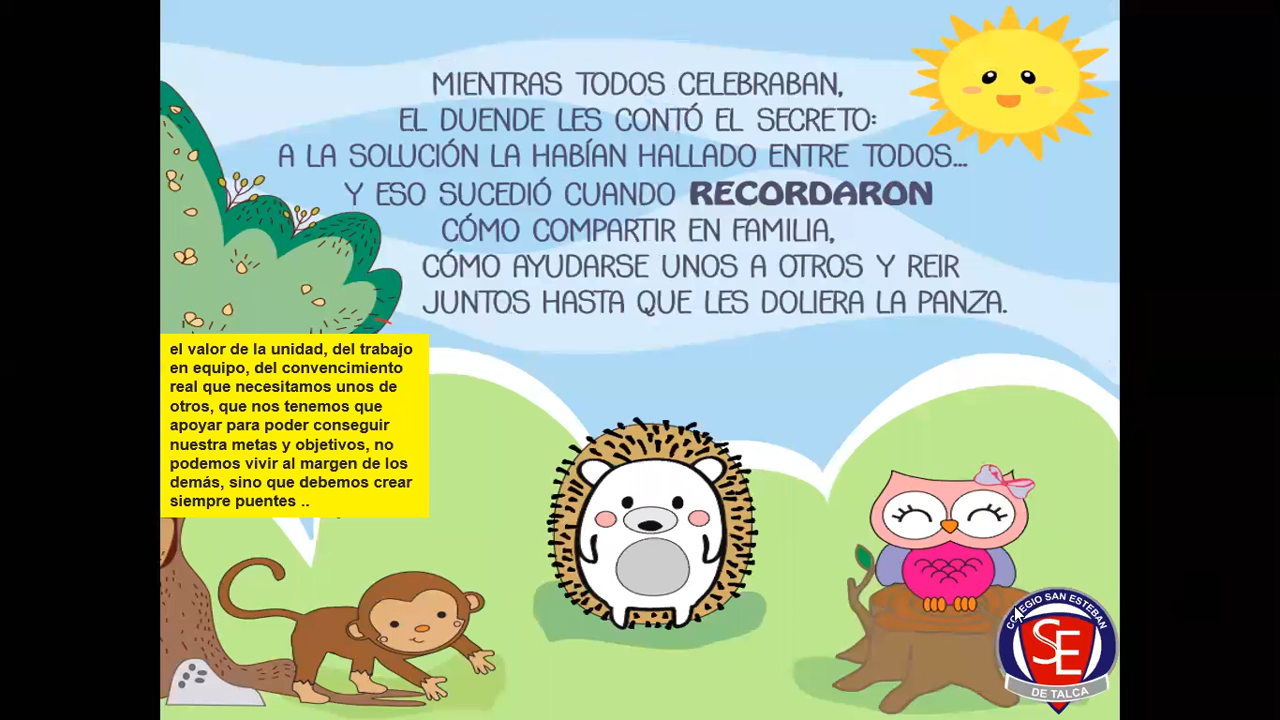 MIENTRAS TODOS CELEBRABAN,
EL DUENDE LES CONTÓ EL SECRETO:
A LA SOLUCIÓN LA HABÍAN HALLADO ENTRE TODOS...
Y ESO SUCEDIÓ CUANDO RECORDARON
CÓMO COMPARTIR EN FAMILIA,
CÓMO AYUDARSE UNOS A OTROS Y REIR
JUNTOS HASTA QUE LES DOLIERA LA PANZA.
el valor de la unidad, del trabajo
en equipo, del convencimiento
real que necesitamos unos de
otros, que nos tenemos que
apoyar para poder conseguir
nuestra metas y objetivos, no
podemos vivir al margen de los
demás, sino que debemos crear
siempre puentes ..
COLEGIO SAN ESTEBAN
SE
DE TALCA